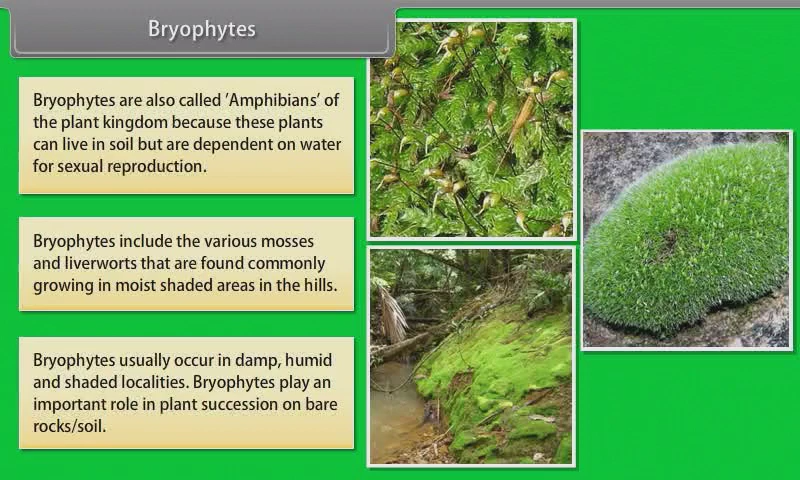 Bryophytes
Bryophytes are also called 'Amphibians' of
the plant kingdom because these plants
can live in soil but are dependent on water
for sexual reproduction.
Bryophytes include the various mosses
and liverworts that are found commonly
growing in moist shaded areas in the hills.
Bryophytes usually occur in damp, humid
and shaded localities. Bryophytes play an
important role in plant succession on bare
rocks/soil.